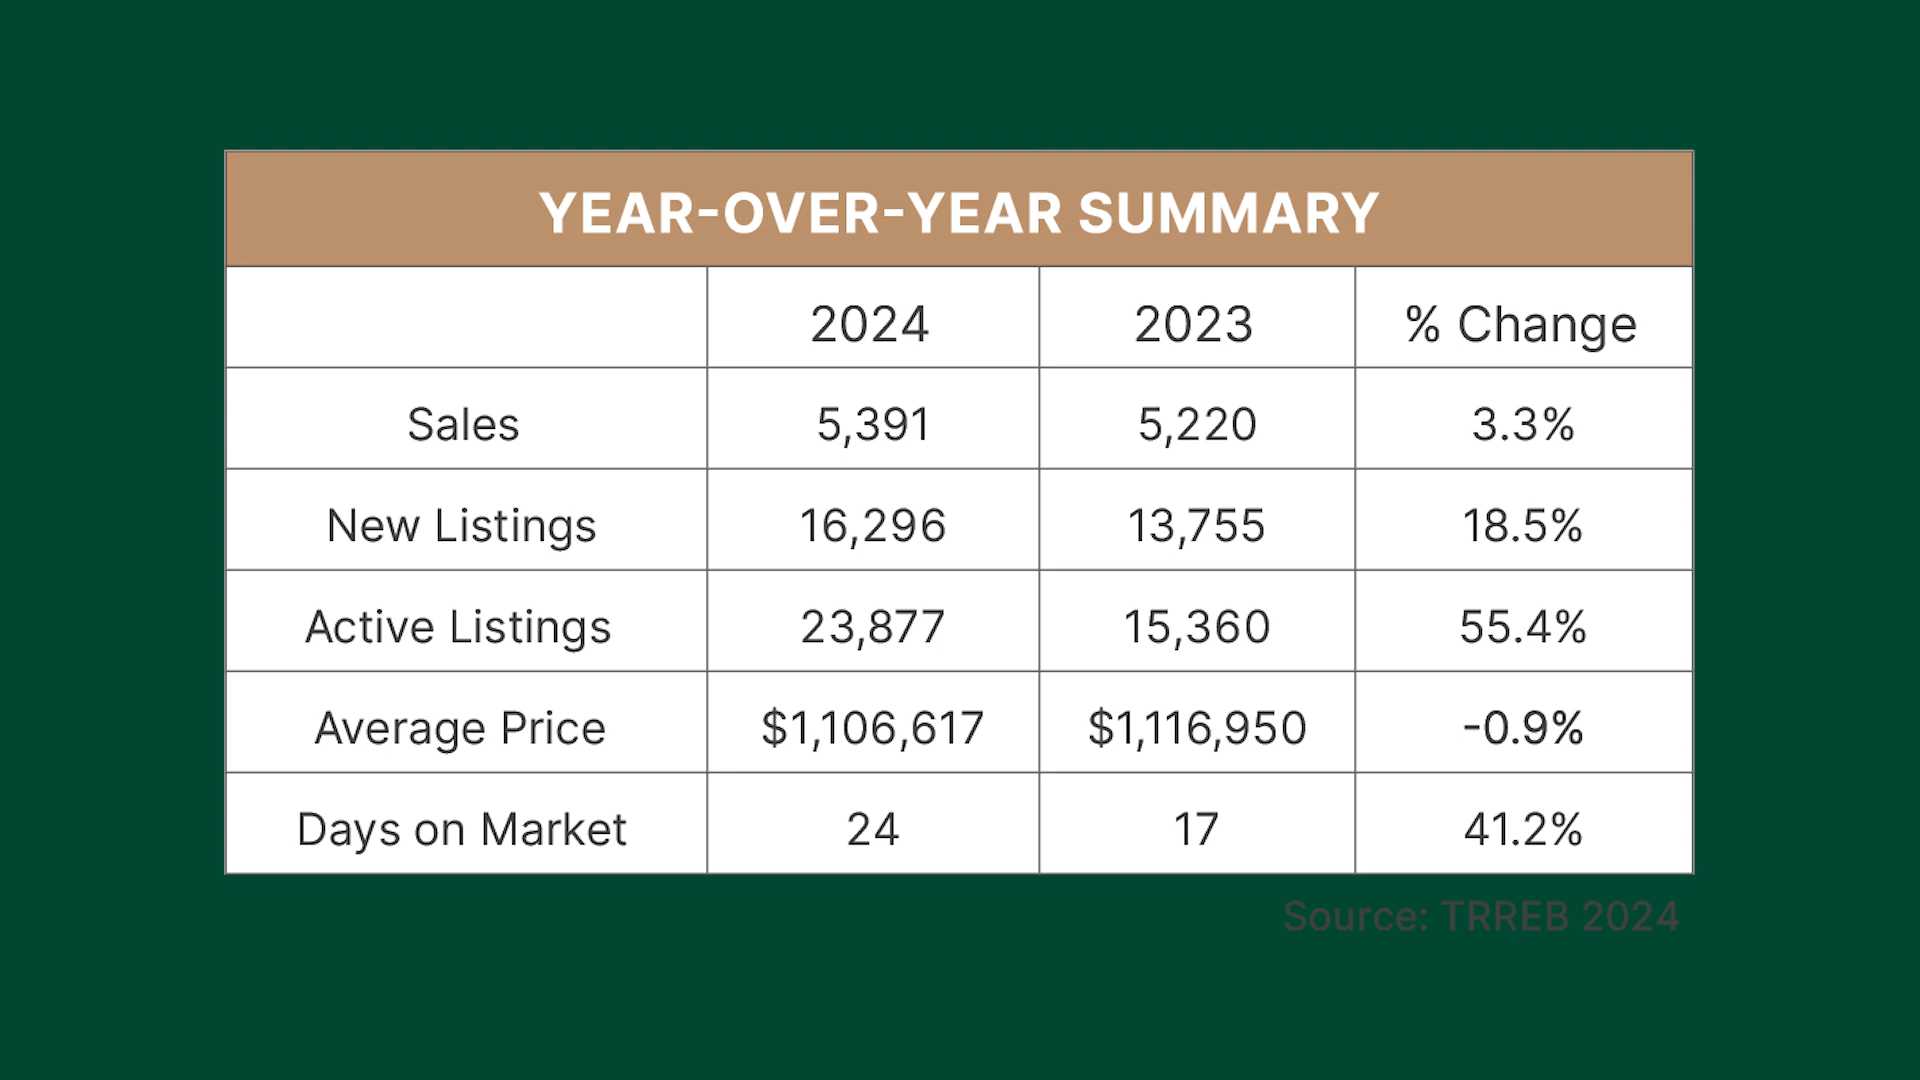 YEAR-OVER-YEAR SUMMARY
2024 2023 % Change
Sales 5,391 5,220 3.3%
New Listings 16,296 13,755 18.5%
Active Listings 23,877 15,360 55.4%
Average Price $1,106,617 $1,116,950 -0.9%
Days on Market 24 17 41.2%
Source: TRREB 2024